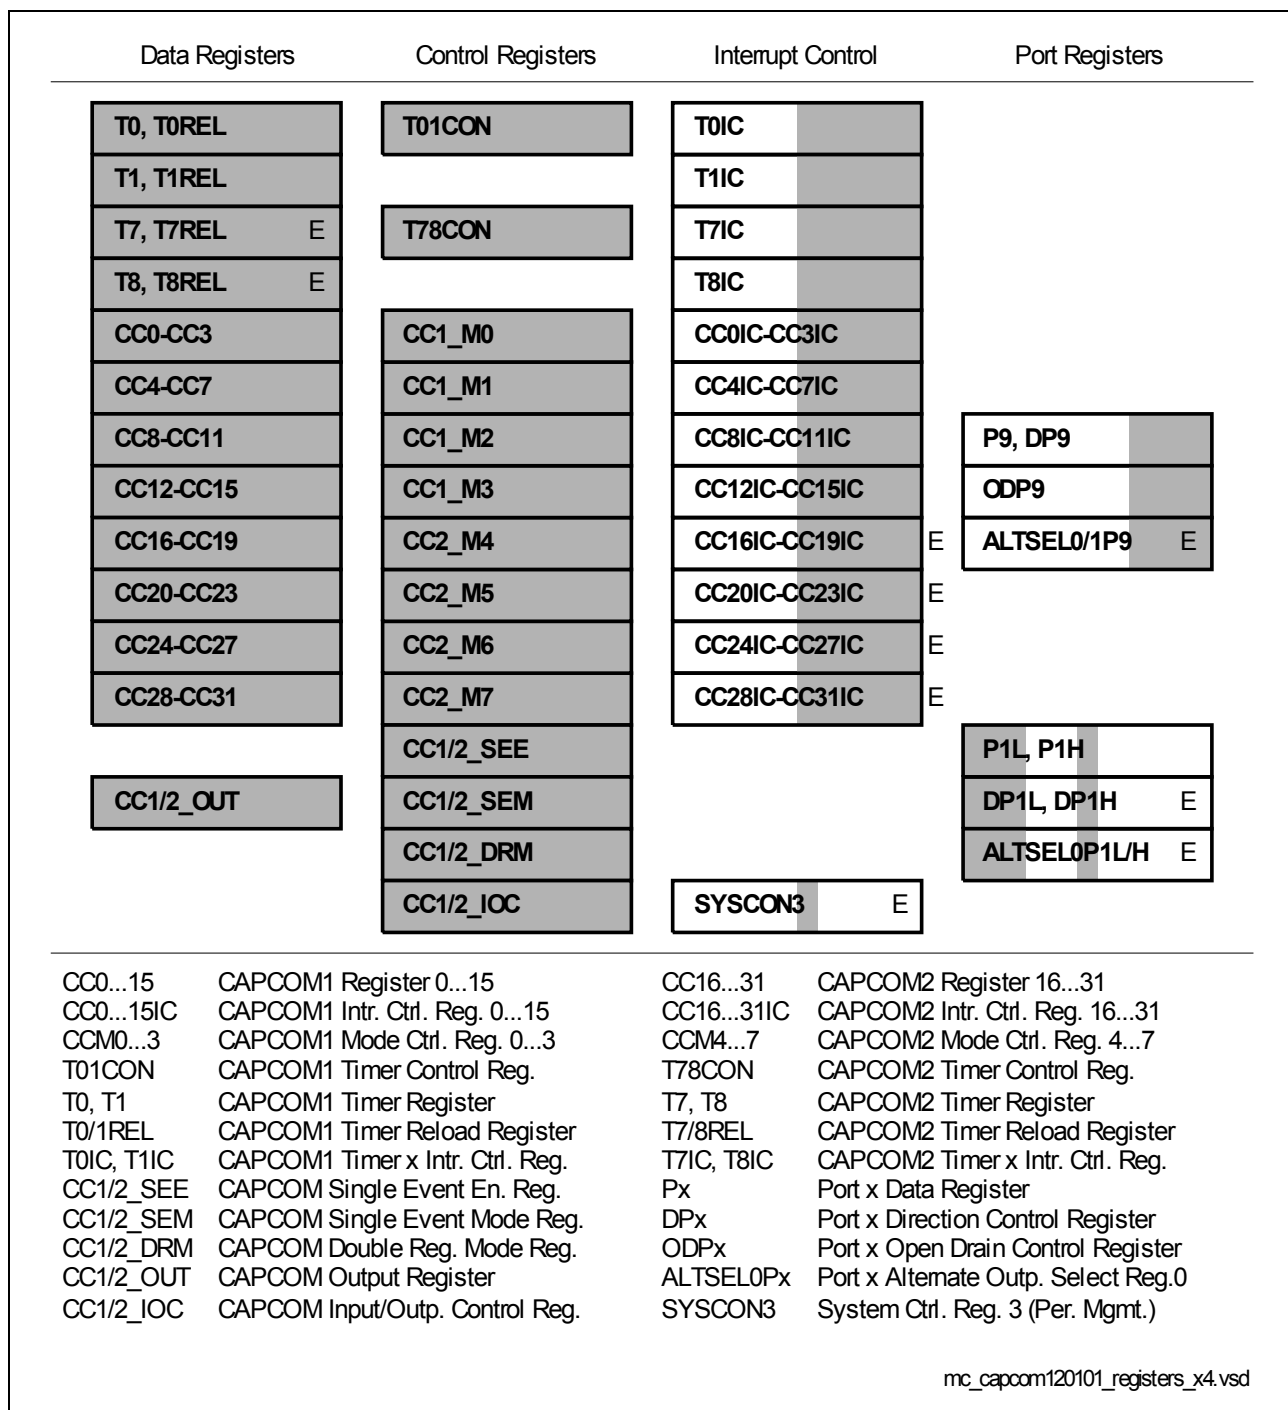 Data Registers Control Registers Interrupt Control Port Registers
T0, T0REL T01CON T0IC
T1, T1REL T1IC
T7, T7REL E T78CON T7IC
T8, T8REL E T8IC
CC0-CC3 CC1_M0 CC0IC-CC3IC
CC4-CC7 CC1_M1 CC4IC-CC7IC
CC8-CC11 CC1_M2 CC8IC-CC11IC P9, DP9
CC12-CC15 CC1_M3 CC12IC-CC15IC ODP9
CC16-CC19 CC2_M4 CC16IC-CC19IC E ALTSEL0/1P9 E
CC20-CC23 CC2_M5 CC20IC-CC23IC E
CC24-CC27 CC2_M6 CC24IC-CC27IC E
CC28-CC31 CC2_M7 CC28IC-CC31IC E
CC1/2_SEE P1L, P1H
CC1/2_OUT CC1/2_SEM DP1L, DP1H E
CC1/2_DRM ALTSEL0P1L/H E
CC1/2_IOC SYSCON3 E
CC0...15 CAPCOM1 Register 0...15 CC16...31 CAPCOM2 Register 16...31
CC0...15IC CAPCOM1 Intr. Ctrl. Reg. 0...15 CC16...31IC CAPCOM2 Intr. Ctrl. Reg. 16...31
CCM0...3 CAPCOM1 Mode Ctrl. Reg. 0...3 CCM4...7 CAPCOM2 Mode Ctrl. Reg. 4...7
T01CON CAPCOM1 Timer Control Reg. T78CON CAPCOM2 Timer Control Reg.
T0, T1 CAPCOM1 Timer Register T7, T8 CAPCOM2 Timer Register
T0/1REL CAPCOM1 Timer Reload Register T7/8REL CAPCOM2 Timer Reload Register
T0IC, T1IC CAPCOM1 Timer x Intr. Ctrl. Reg. T7IC, T8IC CAPCOM2 Timer x Intr. Ctrl. Reg.
CC1/2_SEE CAPCOM Single Event En. Reg. Px Port x Data Register
CC1/2_SEM CAPCOM Single Event Mode Reg. DPx Port x Direction Control Register
CC1/2_DRM CAPCOM Double Reg. Mode Reg. ODPx Port x Open Drain Control Register
CC1/2_OUT CAPCOM Output Register ALTSEL0Px Port x Alternate Outp. Select Reg.0
CC1/2_IOC CAPCOM Input/Outp. Control Reg. SYSCON3 System Ctrl. Reg. 3 (Per. Mgmt.)
mc_capcom120101_registers_x4.vsd